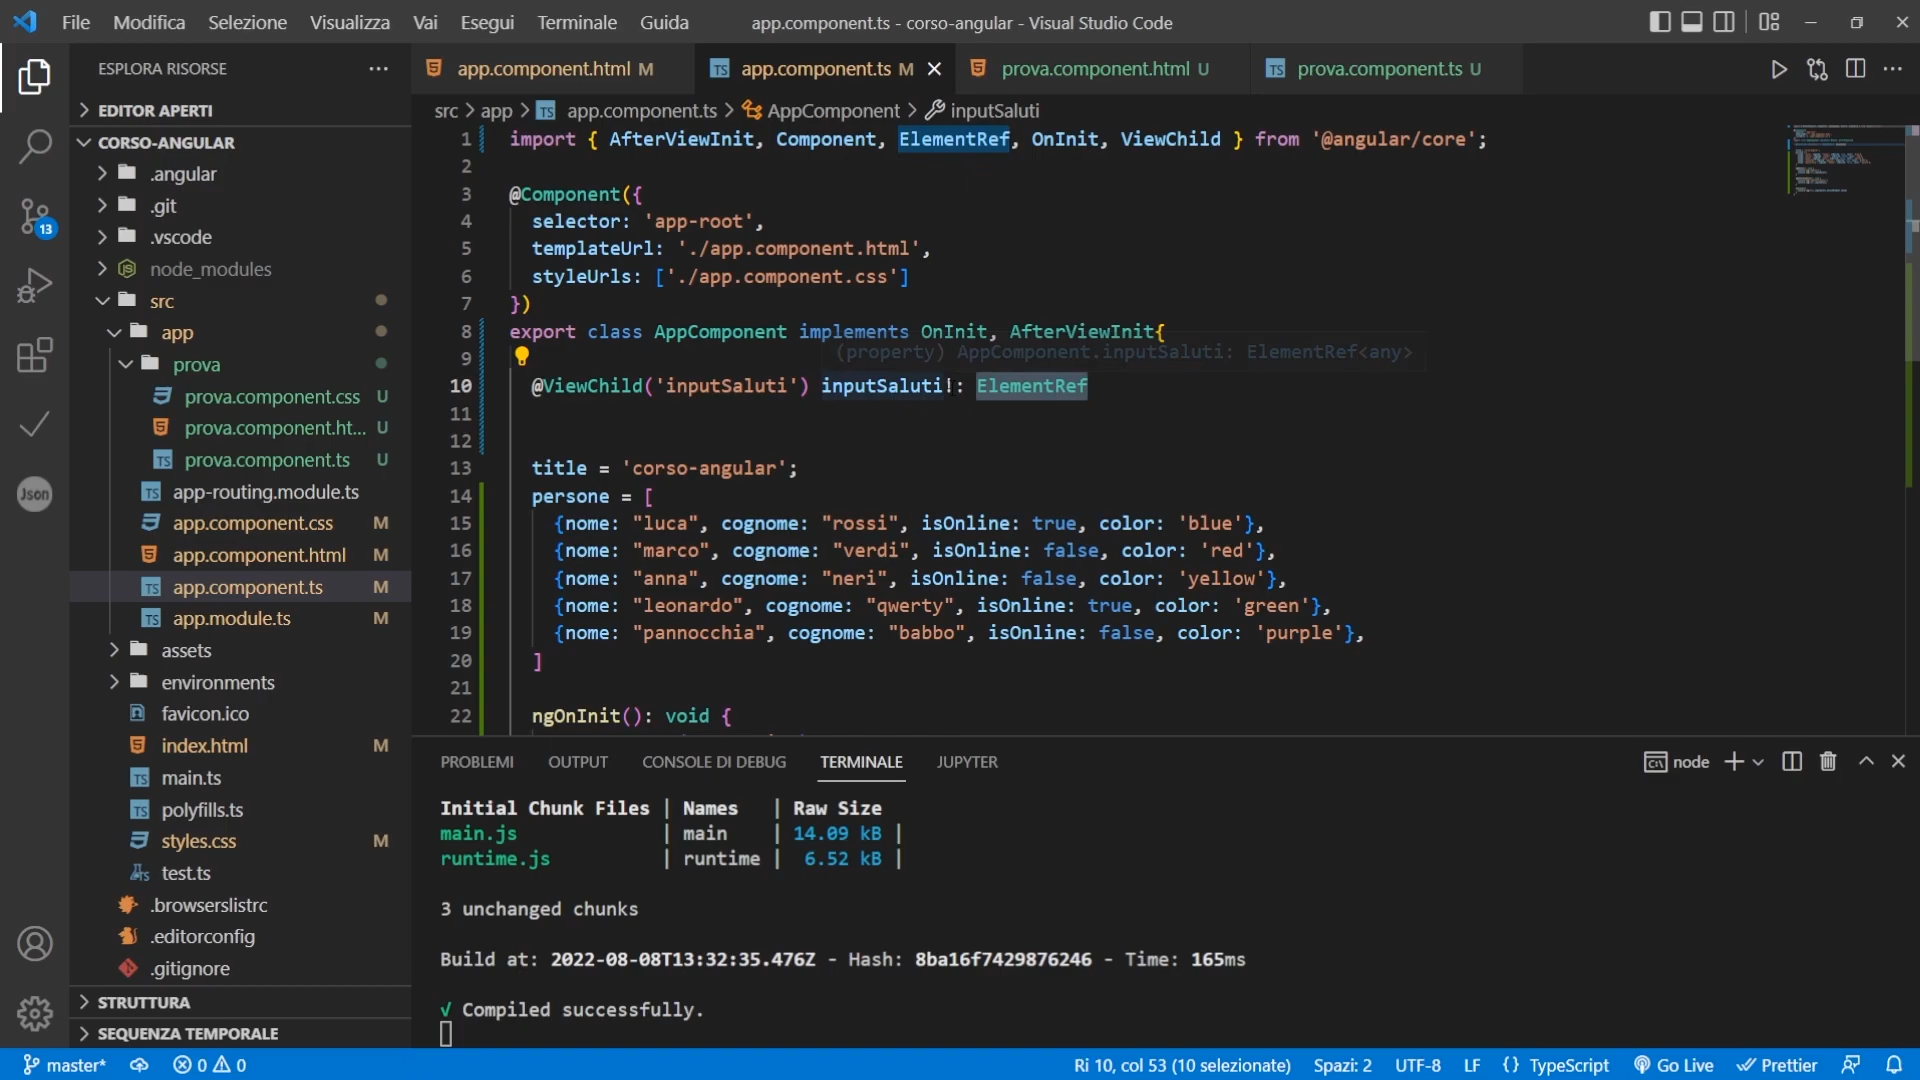 File Modifica Selezione Visualizza Vai Esegui Terminale Guida app.component.ts - corso-angular - Visual Studio Code
ESPLORA RISORSE
EDITOR APERTI
CORSO-ANGULAR
.angular
.git
.vscode
node_modules
src
app
prova
prova.component.css U
prova.component.ht... U
prova.component.ts U
app-routing.module.ts
app.component.css M
app.component.html M
app.component.ts M
app.module.ts M
assets
environments
favicon.ico
index.html M
main.ts
polyfills.ts
styles.css M
test.ts
.browserslistrc
.editorconfig
.gitignore
STRUTTURA
SEQUENZA TEMPORALE
13
Json
app.component.html M app.component.ts M prova.component.html U prova.component.ts U
src > app > TS app.component.ts > AppComponent > inputSaluti
1 import { AfterViewInit, Component, ElementRef, OnInit, ViewChild } from '@angular/core';
2
3 @Component({
4 selector: 'app-root',
5 templateUrl: './app.component.html',
6 styleUrls: ['./app.component.css']
7 })
8 export class AppComponent implements OnInit, AfterViewInit{
9 (property) AppComponent.inputSaluti: ElementRef<any>
10 @ViewChild('inputSaluti') inputSaluti!: ElementRef
11
12
13 title = 'corso-angular';
14 persone = [
15 {nome: "luca", cognome: "rossi", isOnline: true, color: 'blue'},
16 {nome: "marco", cognome: "verdi", isOnline: false, color: 'red'},
17 {nome: "anna", cognome: "neri", isOnline: false, color: 'yellow'},
18 {nome: "leonardo", cognome: "qwerty", isOnline: true, color: 'green'},
19 {nome: "pannocchia", cognome: "babbo", isOnline: false, color: 'purple'},
20 ]
21
22 ngOnInit(): void {
PROBLEMI OUTPUT CONSOLE DI DEBUG TERMINALE JUPYTER node
Initial Chunk Files | Names | Raw Size
main.js | main | 14.09 kB |
runtime.js | runtime | 6.52 kB |
3 unchanged chunks
Build at: 2022-08-08T13:32:35.476Z - Hash: 8ba16f7429876246 - Time: 165ms
√ Compiled successfully.
master* 0 0 Ri 10, col 53 (10 selezionate) Spazi: 2 UTF-8 LF {} TypeScript Go Live Prettier